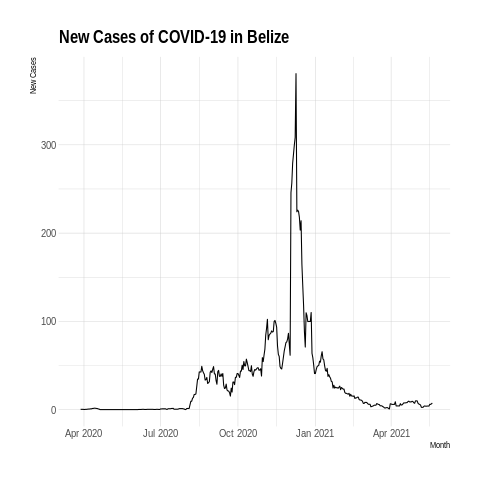 New Cases of COVID-19 in Belize
New Cases
300
200
100
0
Apr 2020 Jul 2020 Oct 2020 Jan 2021 Apr 2021
Month